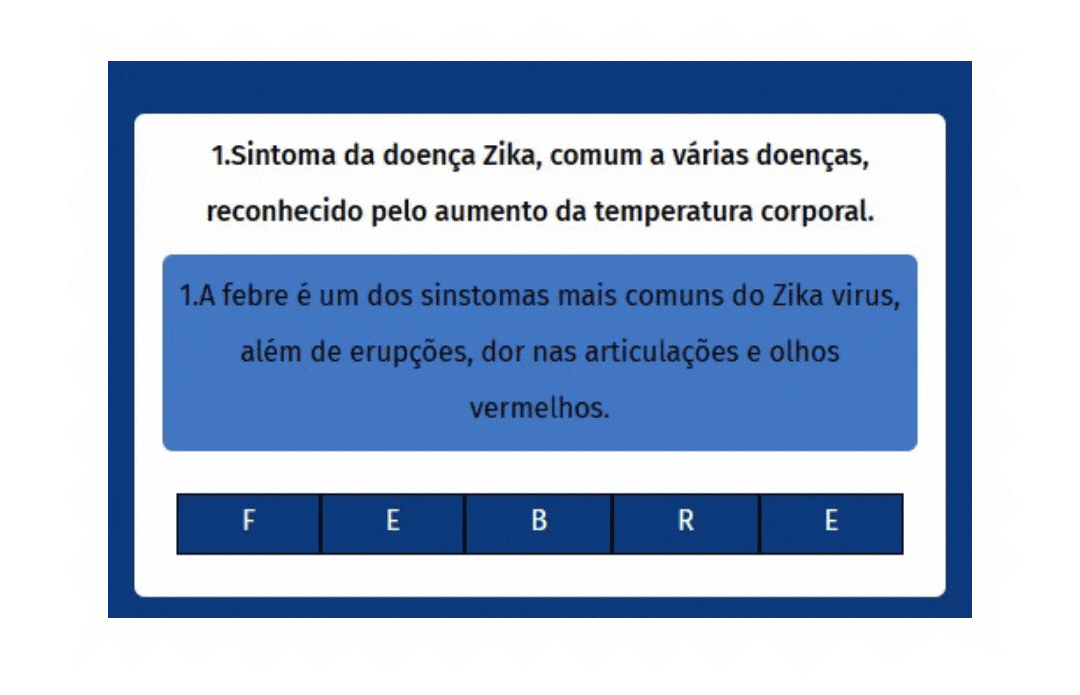 1.Sintoma da doença Zika, comum a várias doenças,
reconhecido pelo aumento da temperatura corporal.
1.A febre é um dos sinstomas mais comuns do Zika virus,
além de erupções, dor nas articulações e olhos
vermelhos.
F E B R E